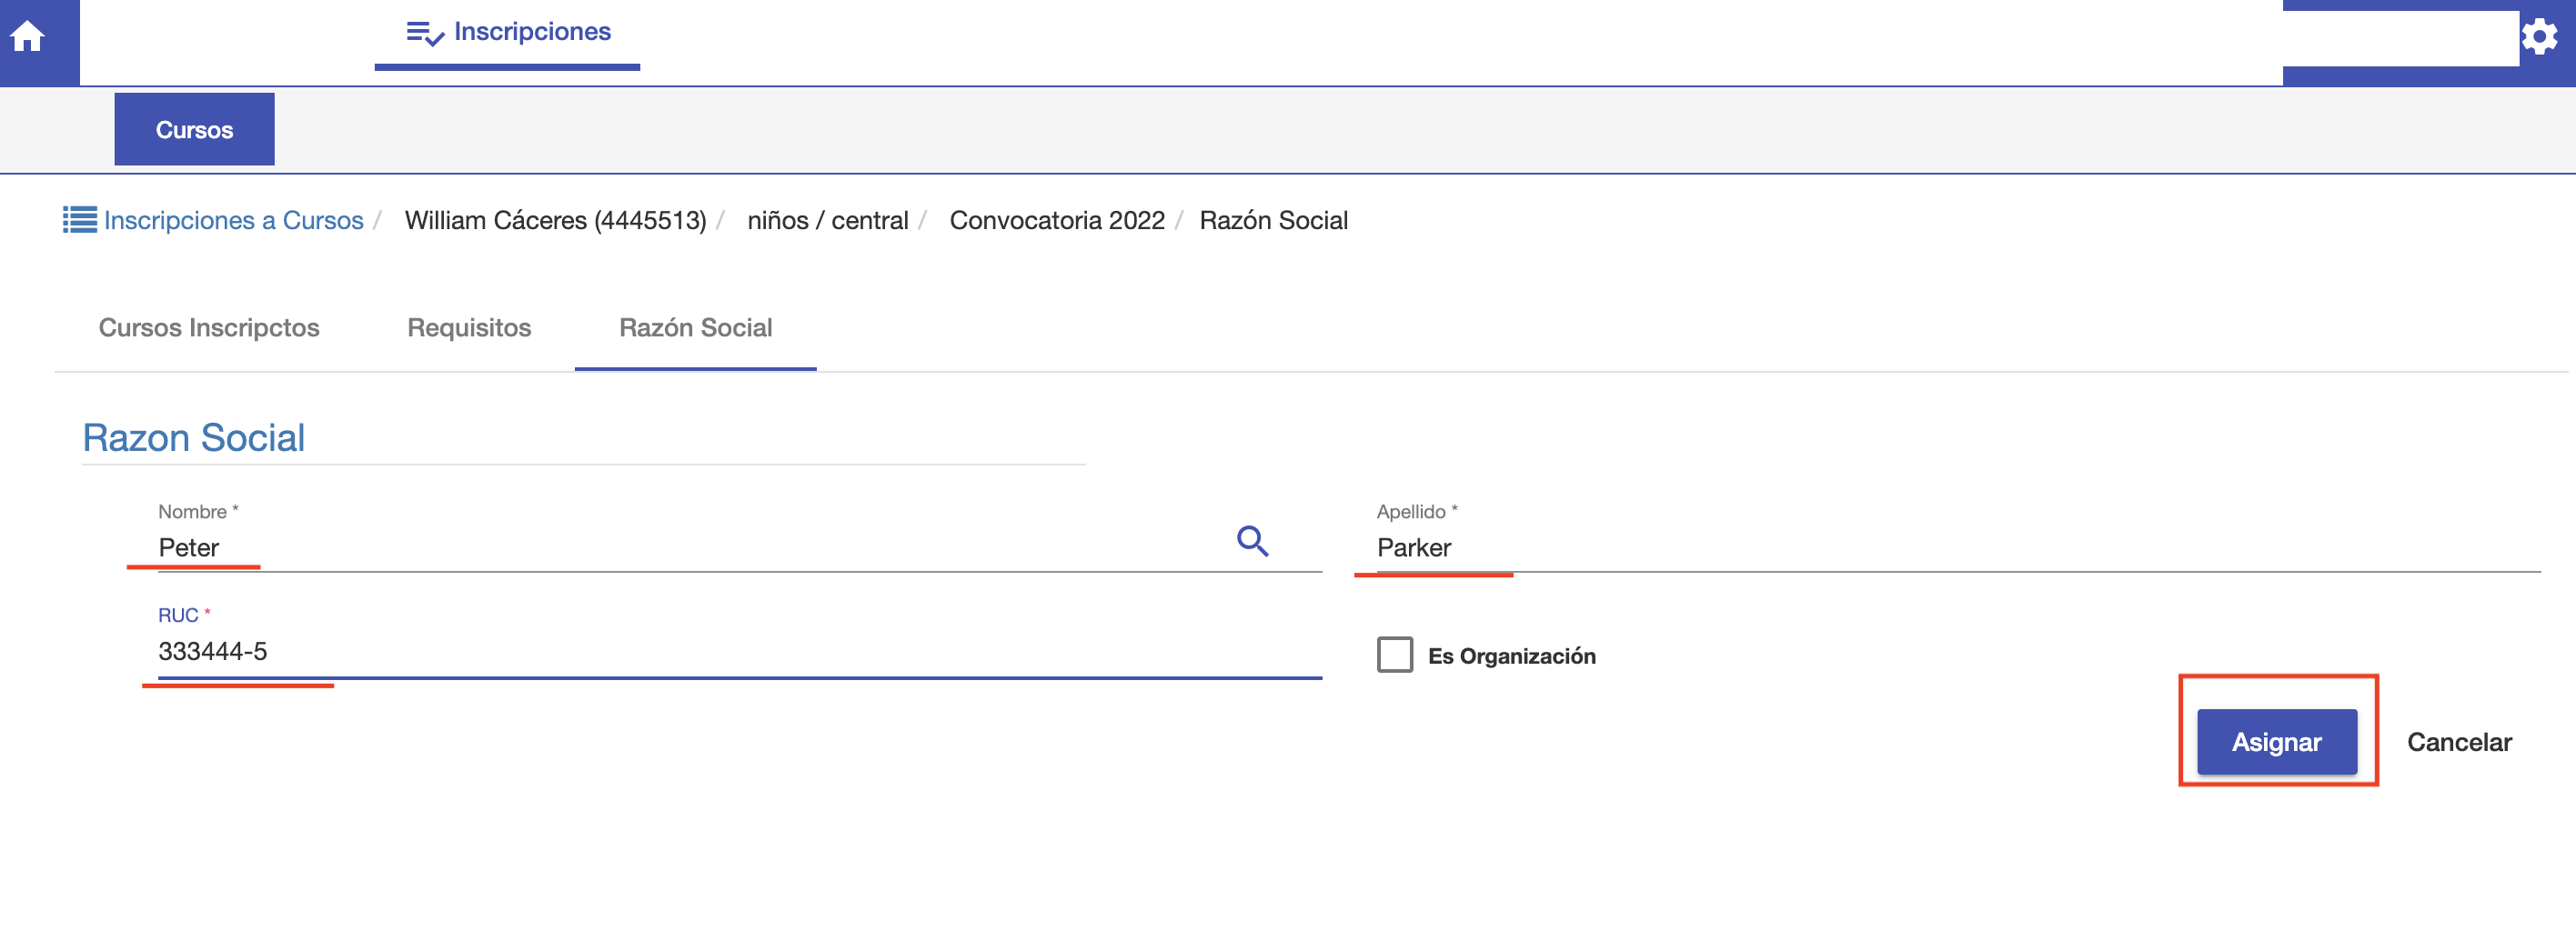 Inscripciones
Cursos
Inscripciones a Cursos / William Cáceres (4445513) / niños / central / Convocatoria 2022 / Razón Social
Cursos Inscripctos Requisitos Razón Social
Razon Social
Nombre * Apellido *
Peter Parker
RUC *
333444-5
Es Organización
Asignar Cancelar